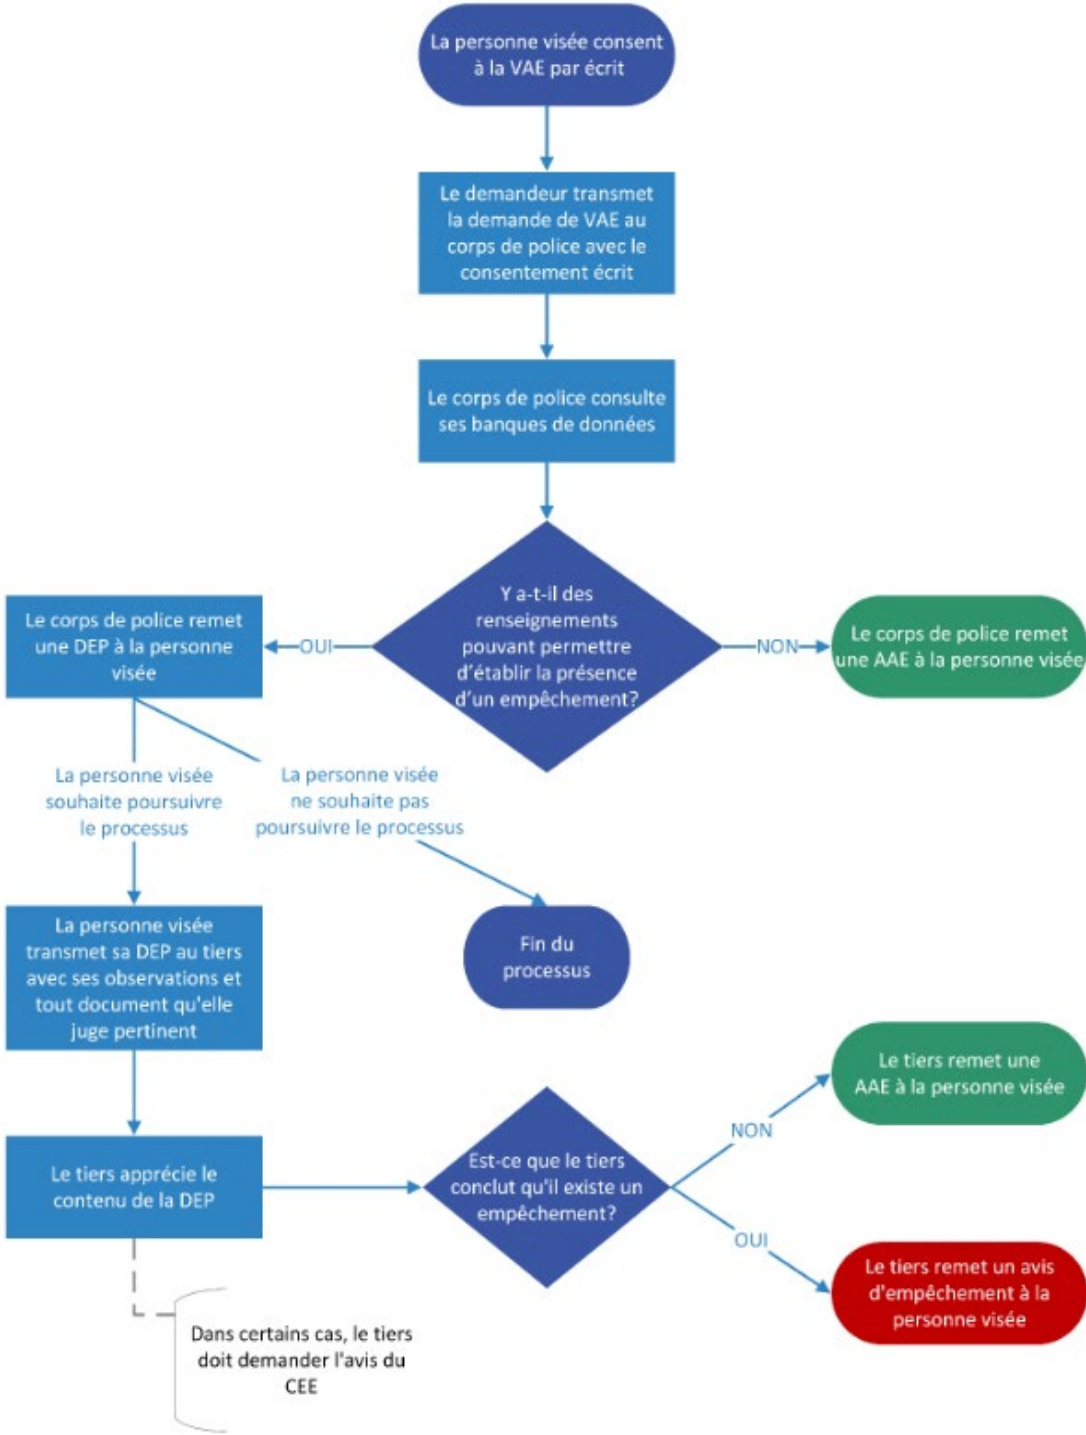 La personne visée consent
à la VAE par écrit
Le demandeur transmet
la demande de VAE au
corps de police avec le
consentement écrit
Le corps de police consulte
ses banques de données
Y a-t-il des
renseignements
pouvant permettre
d'établir la présence
d'un empêchement?
OUI
NON
Le corps de police remet
une DEP à la personne
visée
Le corps de police remet
une AAE à la personne visée
La personne visée
souhaite poursuivre
le processus
La personne visée
ne souhaite pas
poursuivre le processus
La personne visée
transmet sa DEP au tiers
avec ses observations et
tout document qu'elle
juge pertinent
Fin du
processus
Le tiers apprécie le
contenu de la DEP
Est-ce que le tiers
conclut qu'il existe un
empêchement?
NON
Le tiers remet une
AAE à la personne visée
OUI
Le tiers remet un avis
d'empêchement à la
personne visée
Dans certains cas, le tiers
doit demander l'avis du
CEE